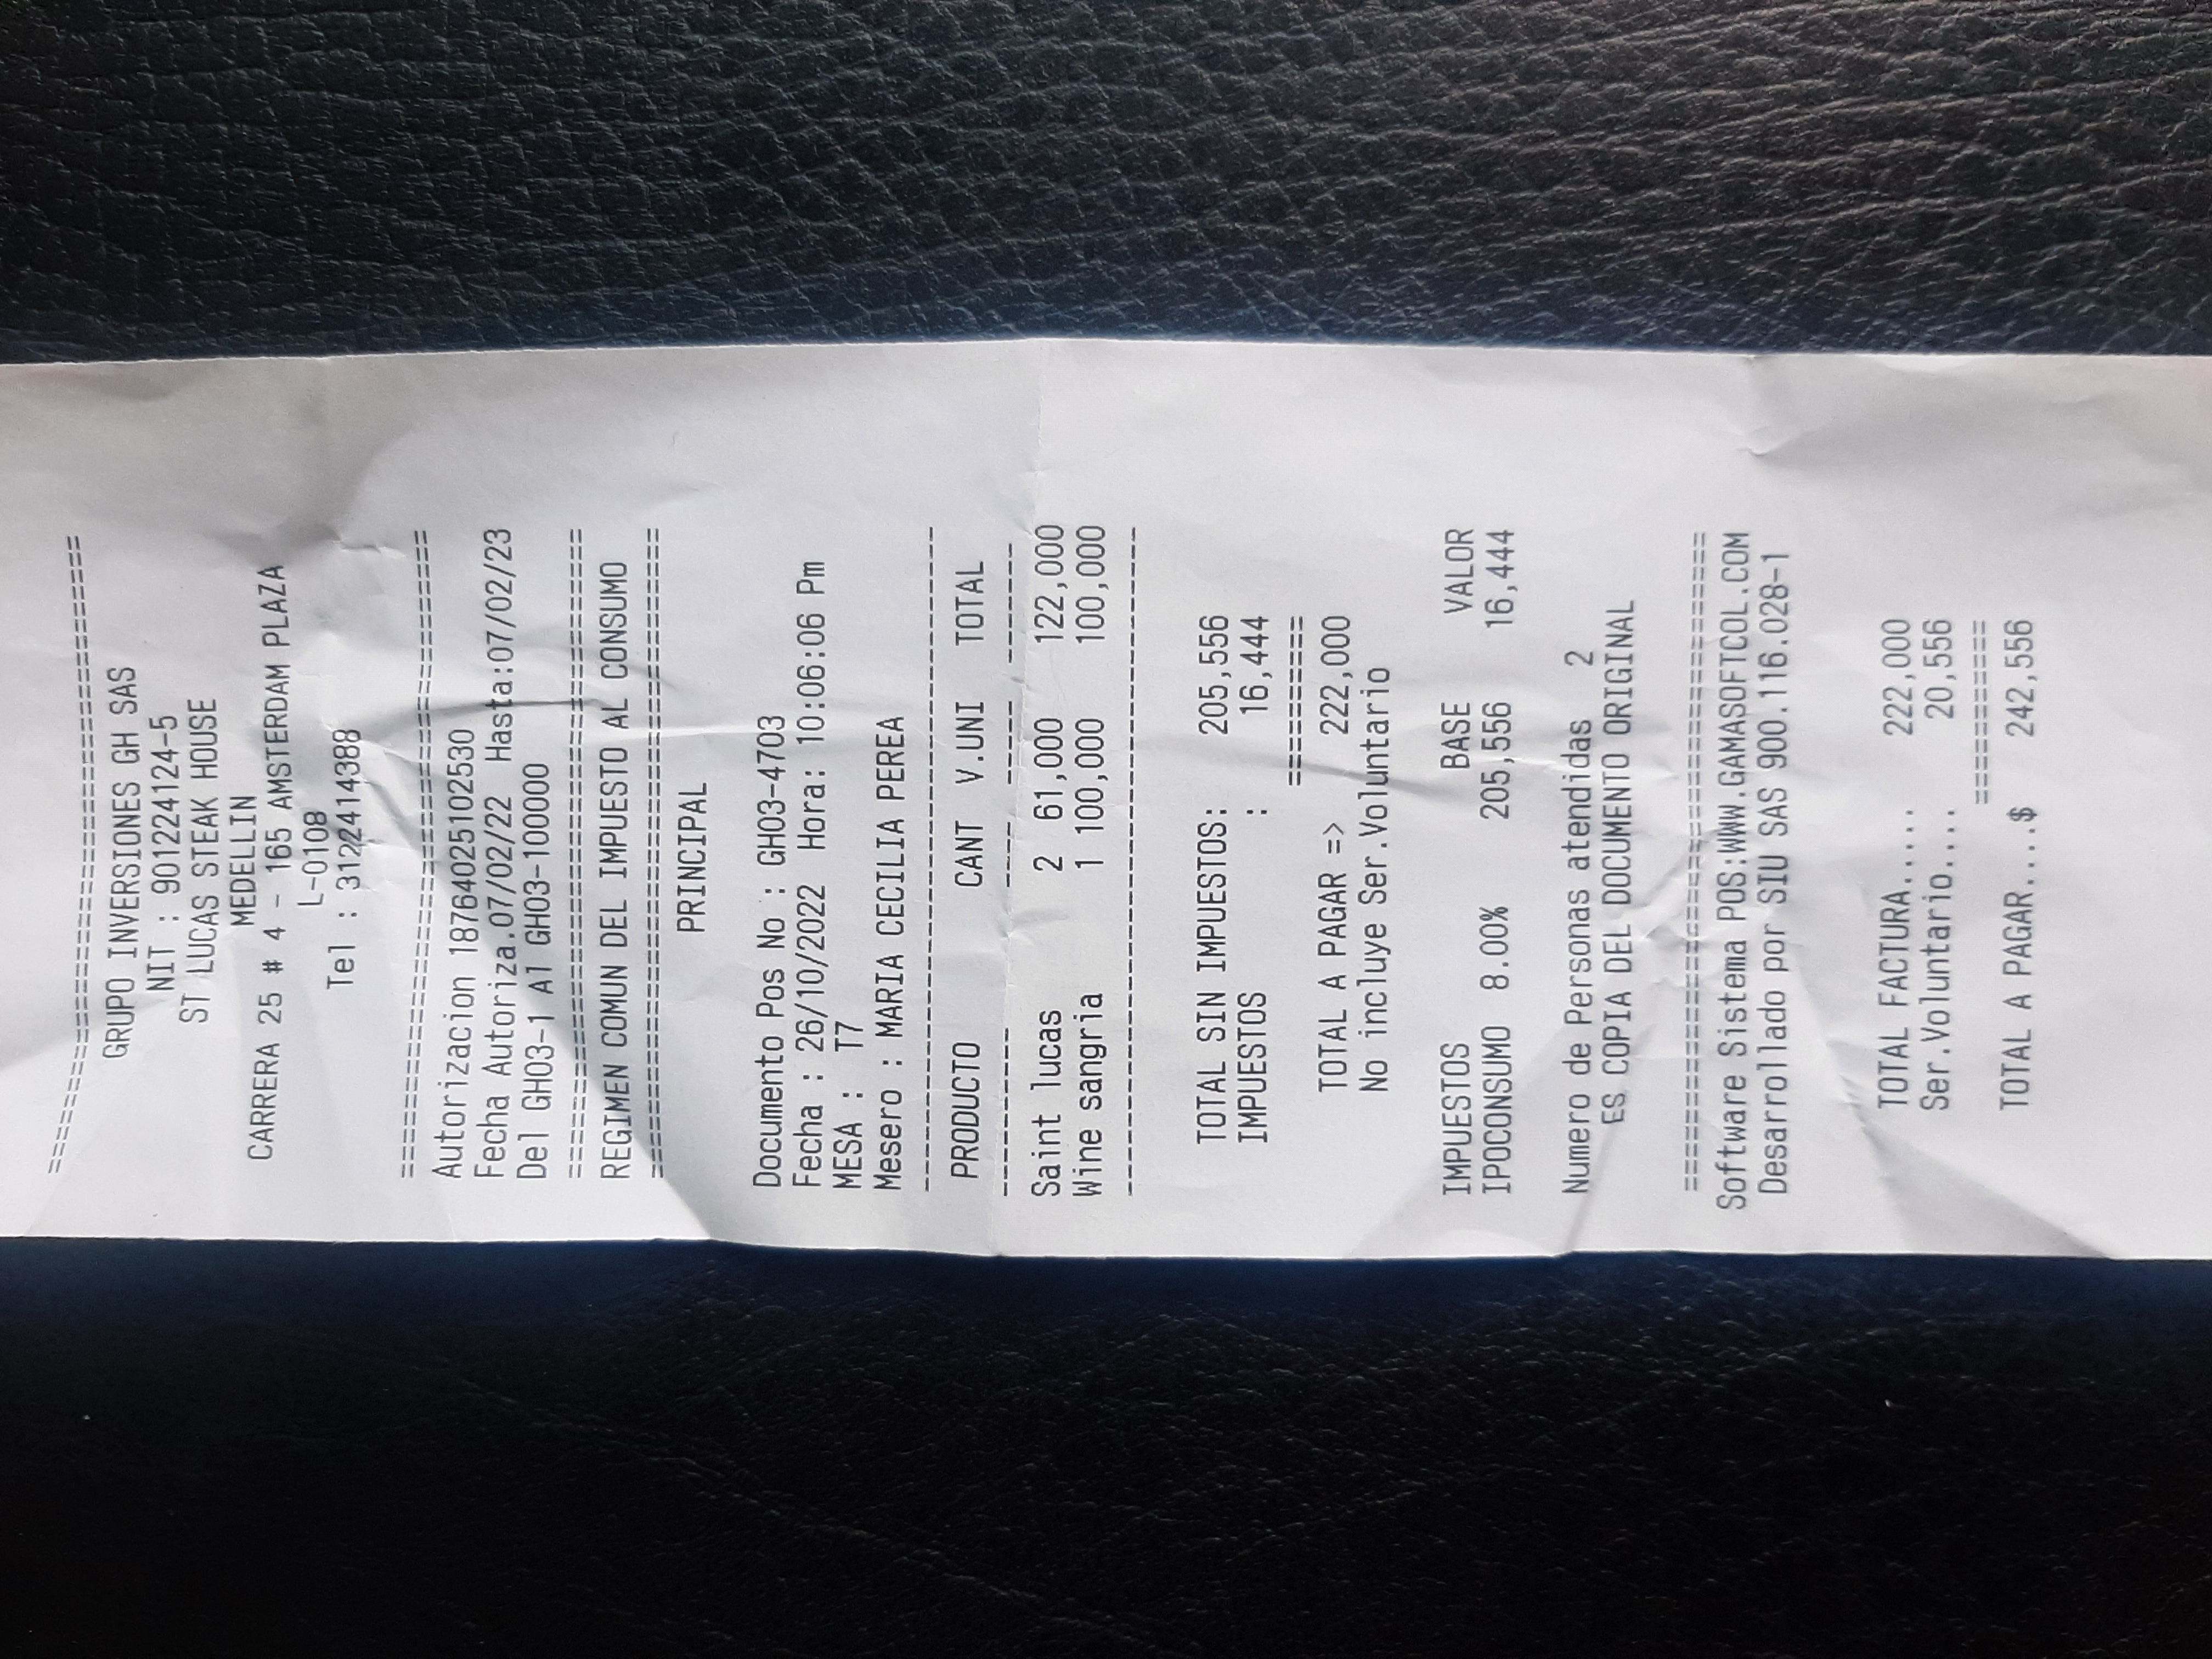 ================================================
GRUPO INVERSIONES GH SAS
NIT : 901224124-5
ST LUCAS STEAK HOUSE
MEDELLIN
CARRERA 25 # 4 - 165 AMSTERDAM PLAZA
L-0108
Tel : 3122414388
================================================
Autorizacion 18764025102530
Fecha Autoriza.07/02/22 Hasta:07/02/23
Del GH03-1 Al GH03-100000
================================================
REGIMEN COMUN DEL IMPUESTO AL CONSUMO
================================================
PRINCIPAL
Documento Pos No : GH03-4703
Fecha : 26/10/2022 Hora: 10:06:06 Pm
MESA : T7
Mesero : MARIA CECILIA PEREA
------------------------------------------------
PRODUCTO CANT V.UNI TOTAL
--------- ---- ---- -------
Saint lucas 2 61,000 122,000
Wine sangria 1 100,000 100,000
------------------------------------------------
TOTAL SIN IMPUESTOS: 205,556
IMPUESTOS : 16,444
============
TOTAL A PAGAR => 222,000
No incluye Ser.Voluntario
IMPUESTOS BASE VALOR
IPOCONSUMO 8.00% 205,556 16,444
Numero de Personas atendidas 2
ES COPIA DEL DOCUMENTO ORIGINAL
================================================
Software Sistema POS:WWW.GAMASOFTCOL.COM
Desarrollado por SIU SAS 900.116.028-1
TOTAL FACTURA..... 222,000
Ser.Voluntario.... 20,556
=============
TOTAL A PAGAR....$ 242,556